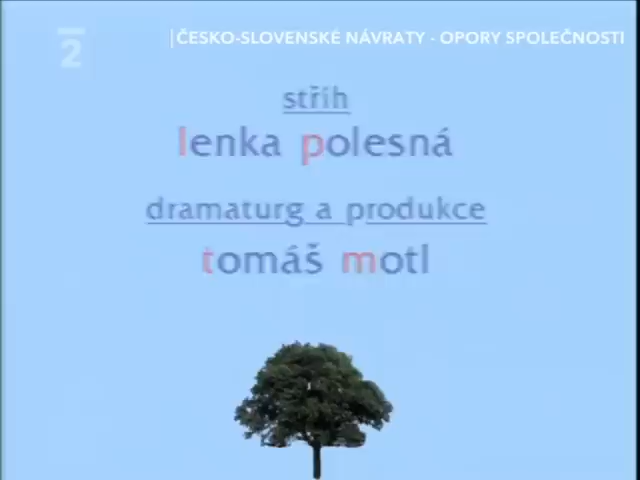 2
|ČESKO-SLOVENSKÉ NÁVRATY - OPORY SPOLEČNOSTI
střih
lenka polesná
dramaturg a produkce
tomáš motl